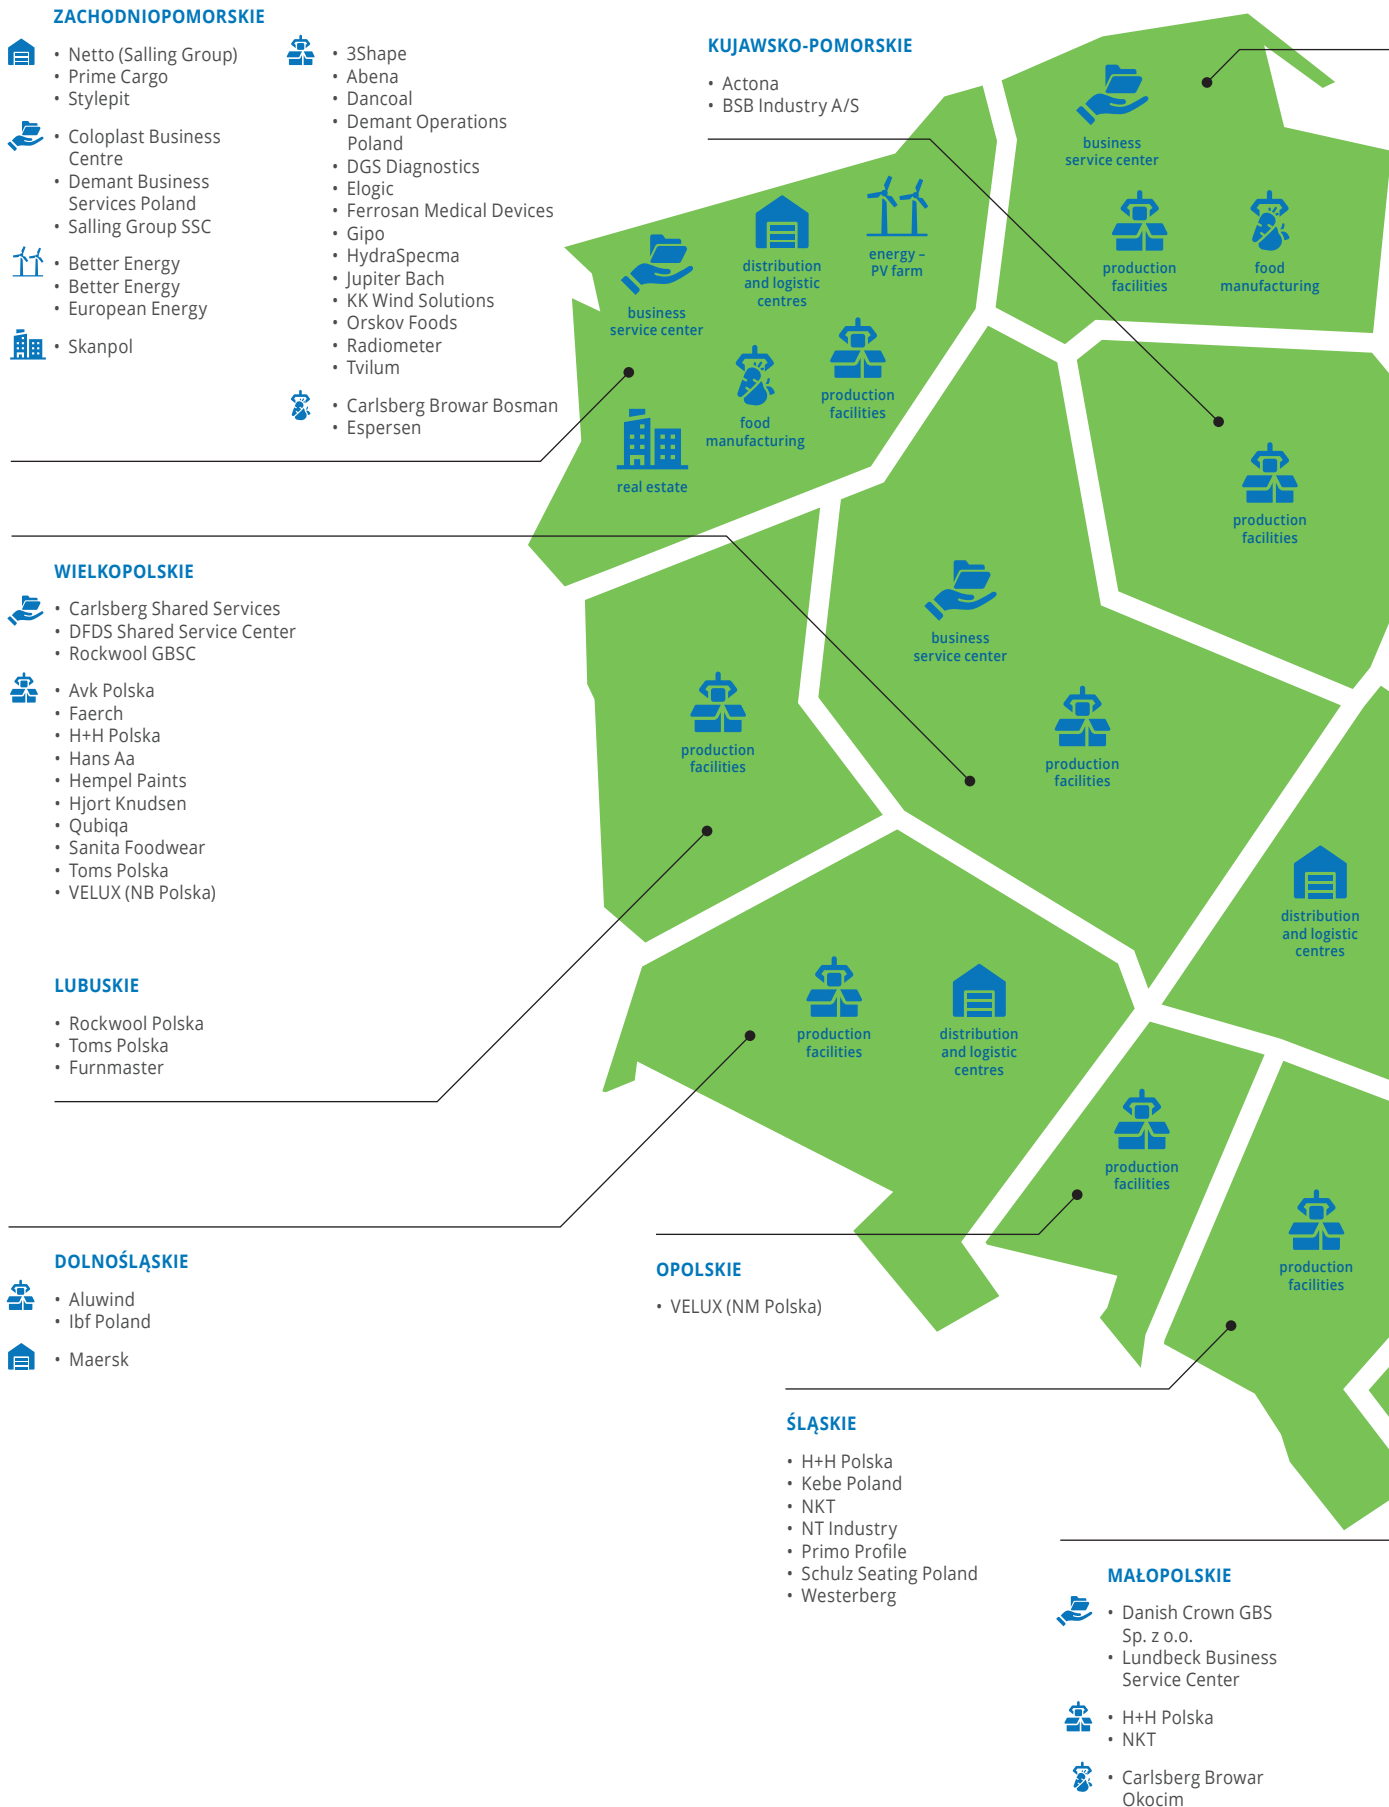 ZACHODNIOPOMORSKIE
• Netto (Salling Group)
• Prime Cargo
• Stylepit
• Coloplast Business
Centre
• Demant Business
Services Poland
• Salling Group SSC
• Better Energy
• Better Energy
• European Energy
• Skanpol
• 3Shape
• Abena
• Dancoal
• Demant Operations
Poland
• DGS Diagnostics
• Elogic
• Ferrosan Medical Devices
• Gipo
• HydraSpecma
• Jupiter Bach
• KK Wind Solutions
• Orskov Foods
• Radiometer
• Tvilum
• Carlsberg Browar Bosman
• Espersen
KUJAWSKO-POMORSKIE
• Actona
• BSB Industry A/S
business
service center
production
facilities
food
manufacturing
energy –
PV farm
distribution
and logistic
centres
business
service center
production
facilities
food
manufacturing
real estate
production
facilities
WIELKOPOLSKIE
• Carlsberg Shared Services
• DFDS Shared Service Center
• Rockwool GBSC
• Avk Polska
• Faerch
• H+H Polska
• Hans Aa
• Hempel Paints
• Hjort Knudsen
• Qubiqa
• Sanita Foodwear
• Toms Polska
• VELUX (NB Polska)
business
service center
production
facilities
production
facilities
distribution
and logistic
centres
LUBUSKIE
• Rockwool Polska
• Toms Polska
• Furnmaster
production
facilities
distribution
and logistic
centres
production
facilities
production
facilities
DOLNOŚLĄSKIE
• Aluwind
• Ibf Poland
• Maersk
OPOLSKIE
• VELUX (NM Polska)
ŚLĄSKIE
• H+H Polska
• Kebe Poland
• NKT
• NT Industry
• Primo Profile
• Schulz Seating Poland
• Westerberg
MAŁOPOLSKIE
• Danish Crown GBS
Sp. z o.o.
• Lundbeck Business
Service Center
• H+H Polska
• NKT
• Carlsberg Browar
Okocim